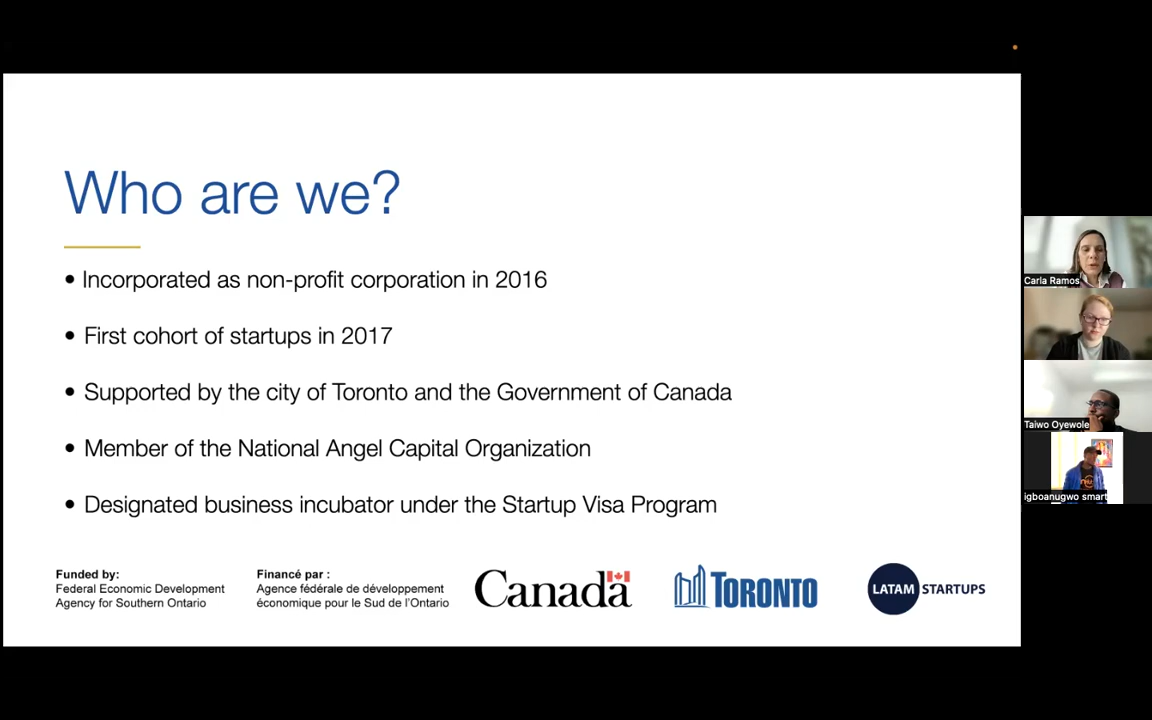 Who are we?
• Incorporated as non-profit corporation in 2016
• First cohort of startups in 2017
• Supported by the city of Toronto and the Government of Canada
• Member of the National Angel Capital Organization
• Designated business incubator under the Startup Visa Program
Funded by:
Federal Economic Development
Agency for Southern Ontario
Financé par :
Agence fédérale de développement
économique pour le Sud de l'Ontario
Canada
TORONTO
LATAM STARTUPS
Carla Ramos
Taiwo Oyewole
igboanugwo smart